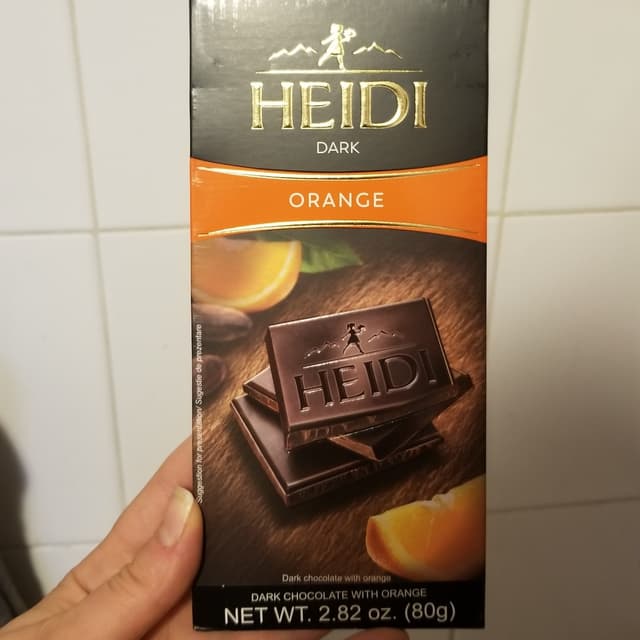 HEIDI
DARK
ORANGE
HEIDI
Suggestion for presentation/ Sugestie de prezentare
Dark chocolate with orange
DARK CHOCOLATE WITH ORANGE
NET WT. 2.82 oz. (80g)